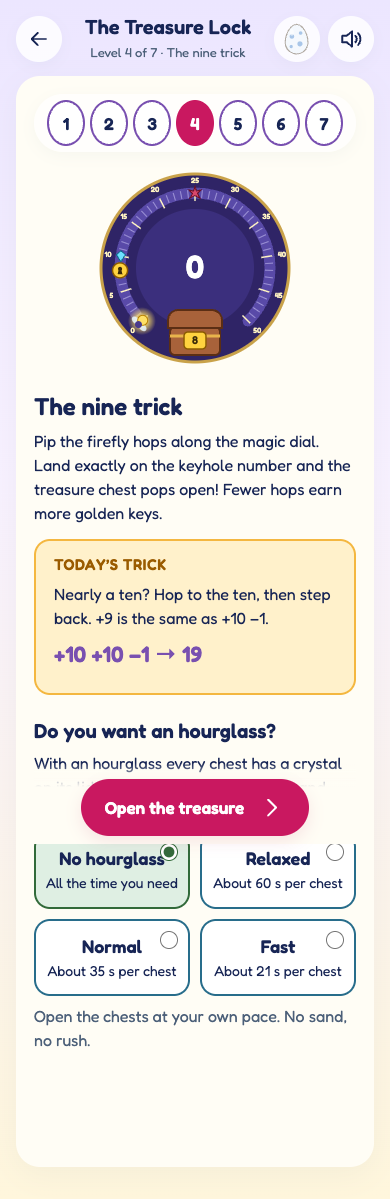 The Treasure Lock
Level 4 of 7 · The nine trick
1 2 3 4 5 6 7
25
20 30
15 35
10 40
0
5 45
0 50
8
The nine trick
Pip the firefly hops along the magic dial.
Land exactly on the keyhole number and the
treasure chest pops open! Fewer hops earn
more golden keys.
TODAY'S TRICK
Nearly a ten? Hop to the ten, then step
back. +9 is the same as +10 −1.
+10 +10 −1 → 19
Do you want an hourglass?
With an hourglass every chest has a crystal
Open the treasure
No hourglass Relaxed
All the time you need About 60 s per chest
Normal Fast
About 35 s per chest About 21 s per chest
Open the chests at your own pace. No sand,
no rush.